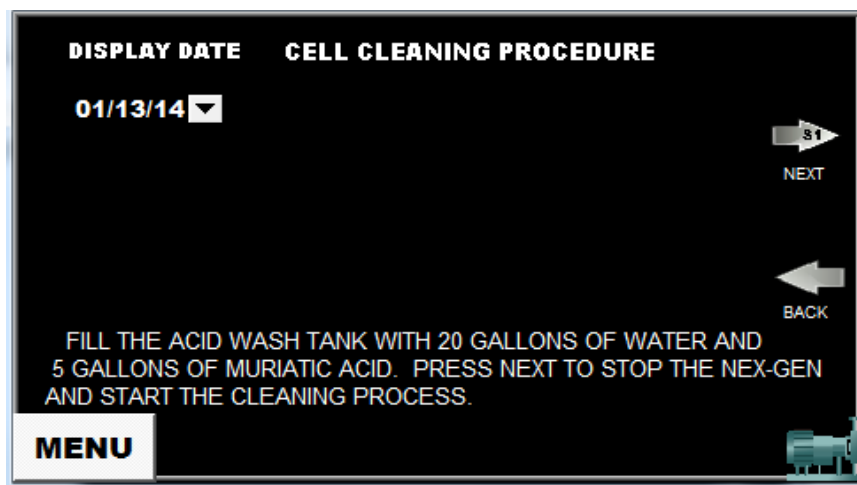 DISPLAY DATE CELL CLEANING PROCEDURE
01/13/14
S1
NEXT
BACK
FILL THE ACID WASH TANK WITH 20 GALLONS OF WATER AND
5 GALLONS OF MURIATIC ACID. PRESS NEXT TO STOP THE NEX-GEN
AND START THE CLEANING PROCESS.
MENU